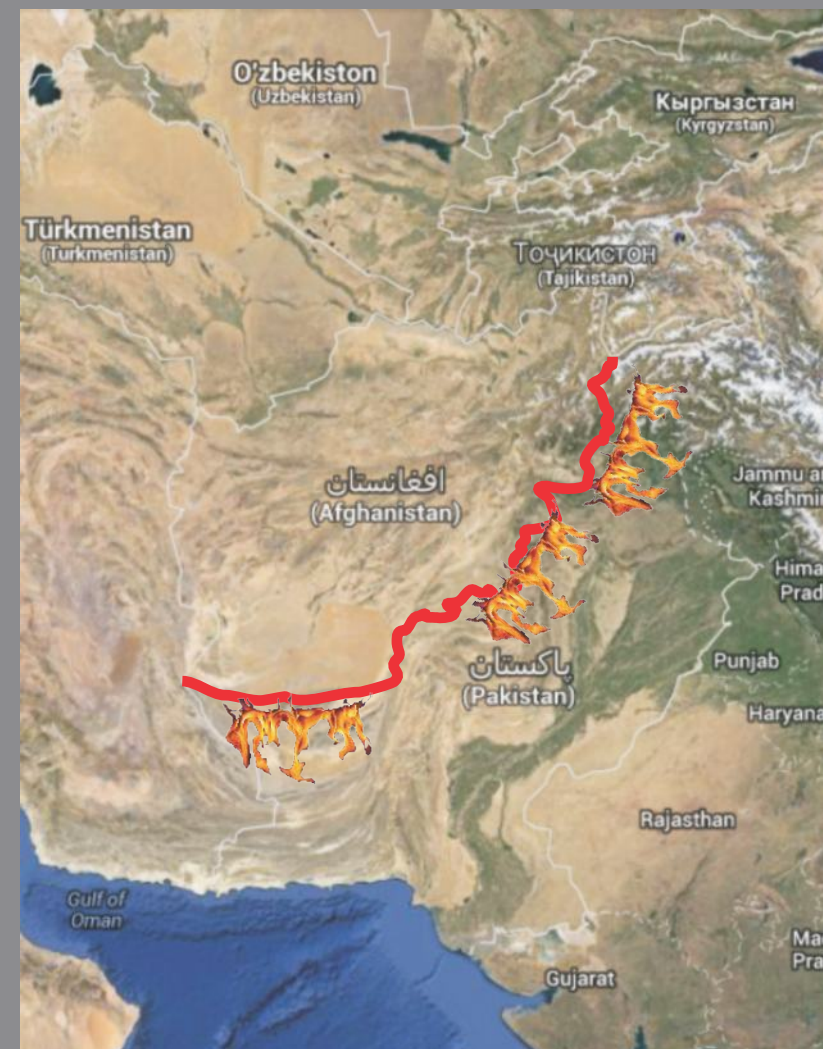 O'zbekiston
(Uzbekistan)
Кыргызстан
(Kyrgyzstan)
Türkmenistan
(Turkmenistan)
Тоҷикистон
(Tajikistan)
افغانستان
(Afghanistan)
Jammu
Kashmir
Hima
Prad
پاکستان
(Pakistan)
Punjab
Haryana
Rajasthan
Gulf of
Oman
Gujarat
Ma
Pra